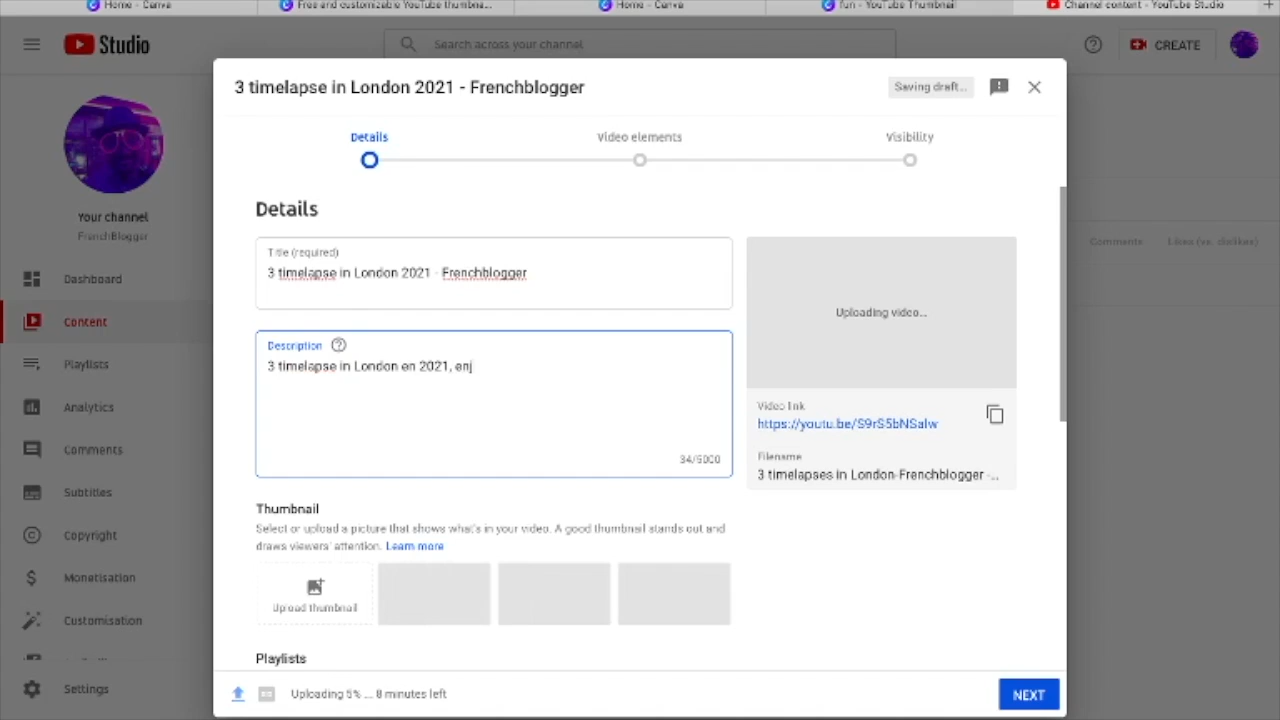 Home - Canva
Free and customizable YouTube thumbna...
Home - Canva
fun - YouTube Thumbnail
Channel content - YouTube Studio
Studio
Search across your channel
CREATE
3 timelapse in London 2021 - Frenchblogger
Saving draft...
Details
Video elements
Visibility
Your channel
FranchBlogger
Dashboard
Content
Playlists
Analytics
Comments
Subtitles
Copyright
Monetisation
Customisation
Settings
Details
Title (required)
3 timelapse in London 2021 - Frenchblogger
Description
3 timelapse in London en 2021, enj
34/5000
Uploading video...
Video link
https://youtu.be/S9rS5bNSalw
Filename
3 timelapses in London-Frenchblogger -...
Thumbnail
Select or upload a picture that shows what's in your video. A good thumbnail stands out and
draws viewers' attention. Learn more
Upload thumbnail
Playlists
Uploading 5% ... 8 minutes left
NEXT
Comments
Likes (vs. dislikes)